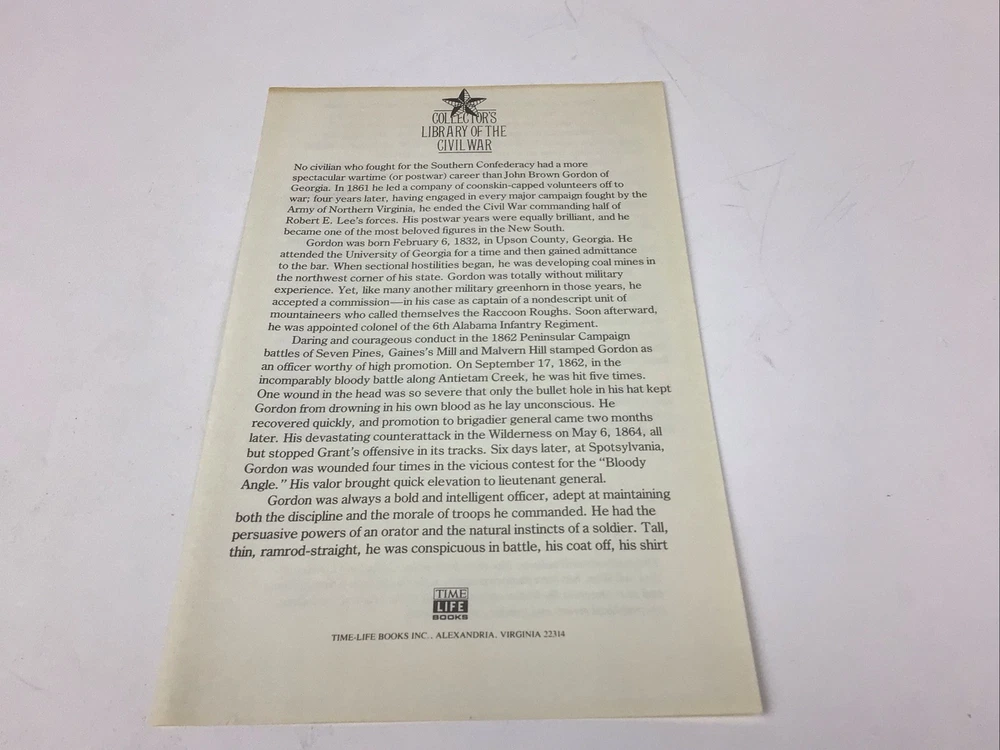 COLLECTOR'S
LIBRARY OF THE
CIVIL WAR
No civilian who fought for the Southern Confederacy had a more
spectacular wartime (or postwar) career than John Brown Gordon of
Georgia. In 1861 he led a company of coonskin-capped volunteers off to
war; four years later, having engaged in every major campaign fought by the
Army of Northern Virginia, he ended the Civil War commanding half of
Robert E. Lee's forces. His postwar years were equally brilliant, and he
became one of the most beloved figures in the New South.
Gordon was born February 6, 1832, in Upson County, Georgia. He
attended the University of Georgia for a time and then gained admittance
to the bar. When sectional hostilities began, he was developing coal mines in
the northwest corner of his state. Gordon was totally without military
experience. Yet, like many another military greenhorn in those years, he
accepted a commission—in his case as captain of a nondescript unit of
mountaineers who called themselves the Raccoon Roughs. Soon afterward,
he was appointed colonel of the 6th Alabama Infantry Regiment.
Daring and courageous conduct in the 1862 Peninsular Campaign
battles of Seven Pines, Gaines's Mill and Malvern Hill stamped Gordon as
an officer worthy of high promotion. On September 17, 1862, in the
incomparably bloody battle along Antietam Creek, he was hit five times.
One wound in the head was so severe that only the bullet hole in his hat kept
Gordon from drowning in his own blood as he lay unconscious. He
recovered quickly, and promotion to brigadier general came two months
later. His devastating counterattack in the Wilderness on May 6, 1864, all
but stopped Grant's offensive in its tracks. Six days later, at Spotsylvania,
Gordon was wounded four times in the vicious contest for the "Bloody
Angle." His valor brought quick elevation to lieutenant general.
Gordon was always a bold and intelligent officer, adept at maintaining
both the discipline and the morale of troops he commanded. He had the
persuasive powers of an orator and the natural instincts of a soldier. Tall,
thin, ramrod-straight, he was conspicuous in battle, his coat off, his shirt
TIME
LIFE
BOOKS
TIME-LIFE BOOKS INC., ALEXANDRIA, VIRGINIA 22314